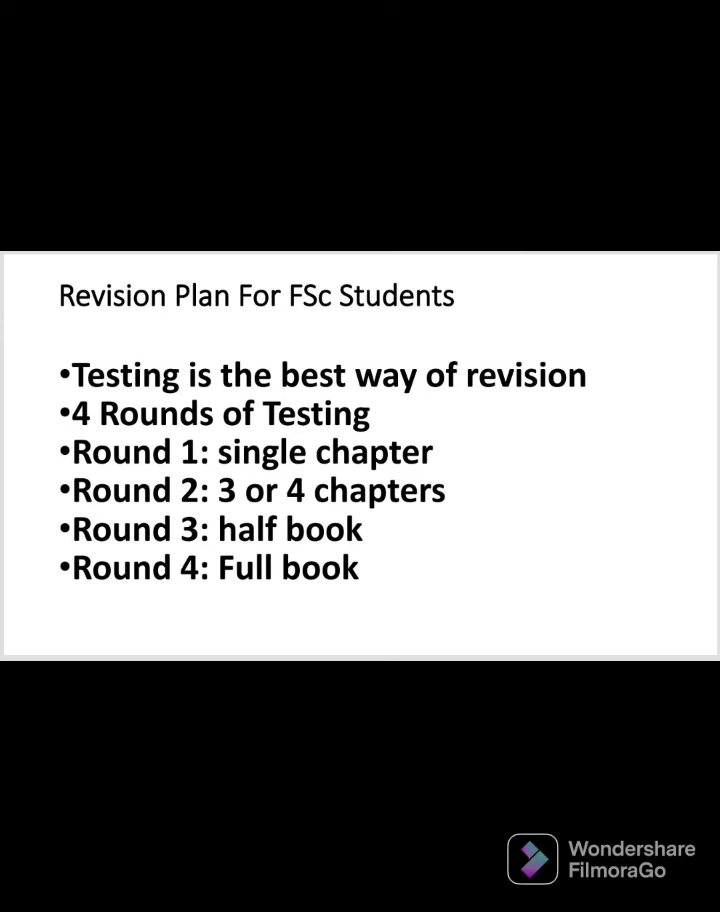 Revision Plan For FSc Students
•Testing is the best way of revision
•4 Rounds of Testing
•Round 1: single chapter
•Round 2: 3 or 4 chapters
•Round 3: half book
•Round 4: Full book
Wondershare
FilmoraGo